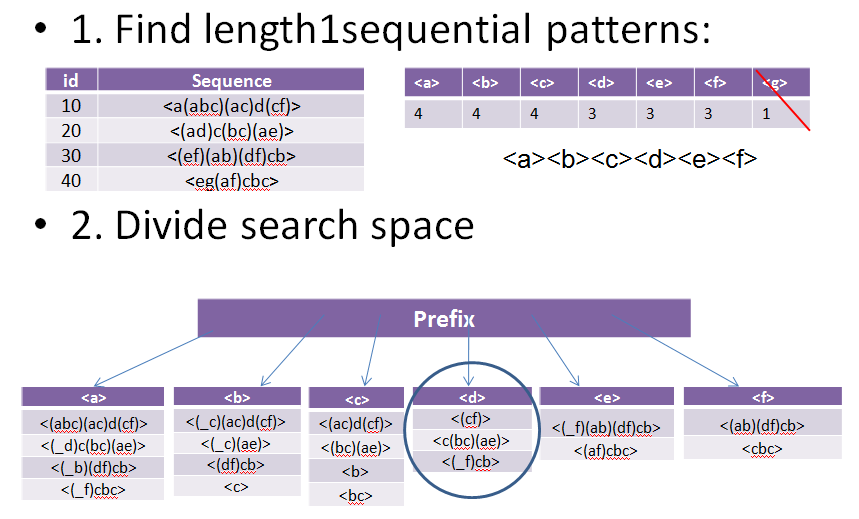 • 1. Find length1sequential patterns:
id Sequence
10 <a(abc)(ac)d(cf)>
20 <(ad)c(bc)(ae)>
30 <(ef)(ab)(df)cb>
40 <eg(af)cbc>
<a> <b> <c> <d> <e> <f> <g>
4 4 4 3 3 3 1
<a><b><c><d><e><f>
• 2. Divide search space
Prefix
<a> <b> <c> <d> <e> <f>
<(abc)(ac)d(cf)> <(_c)(ac)d(cf)> <(ac)d(cf)> <(cf)> <(_f)(ab)(df)cb> <(ab)(df)cb>
<(_d)c(bc)(ae)> <(_c)(ae)> <(bc)(ae)> <c(bc)(ae)> <(af)cbc> <cbc>
<(_b)(df)cb> <(df)cb> <b> <(_f)cb>
<(_f)cbc> <c> <bc>